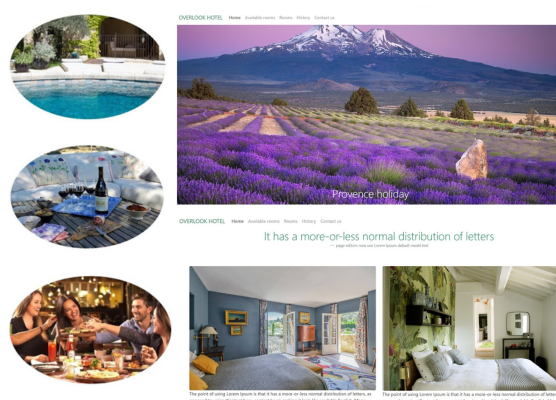 OVERLOOK HOTEL Home Available rooms Rooms History Contact us
Provence holiday
OVERLOOK HOTEL Home Available rooms Rooms History Contact us
It has a more-or-less normal distribution of letters
— page editors now use Lorem Ipsum default model text
The point of using Lorem Ipsum is that it has a more-or-less normal distribution of letters, as
The point of using Lorem Ipsum is that it has a more-or-less normal distribution of letter